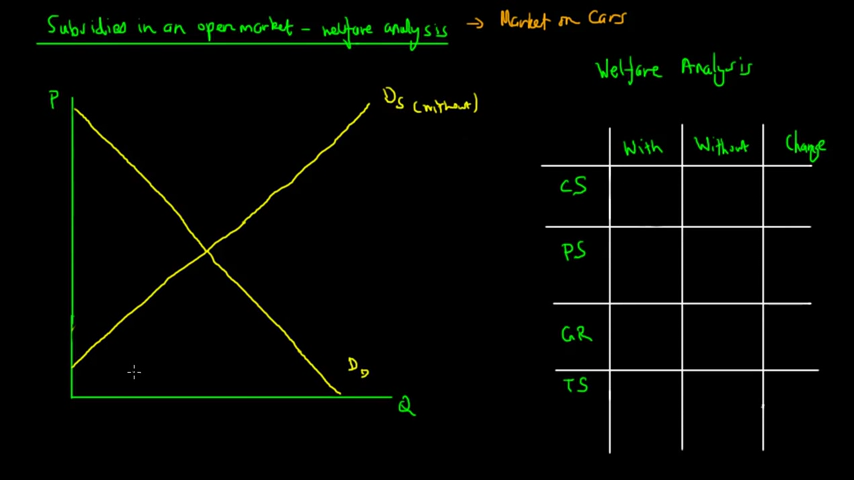 Subsidies in an open market - welfare analysis → Market on Cars
Welfare Analysis
P
DS (without)
With Without Change
CS
PS
GR
DD
TS
Q